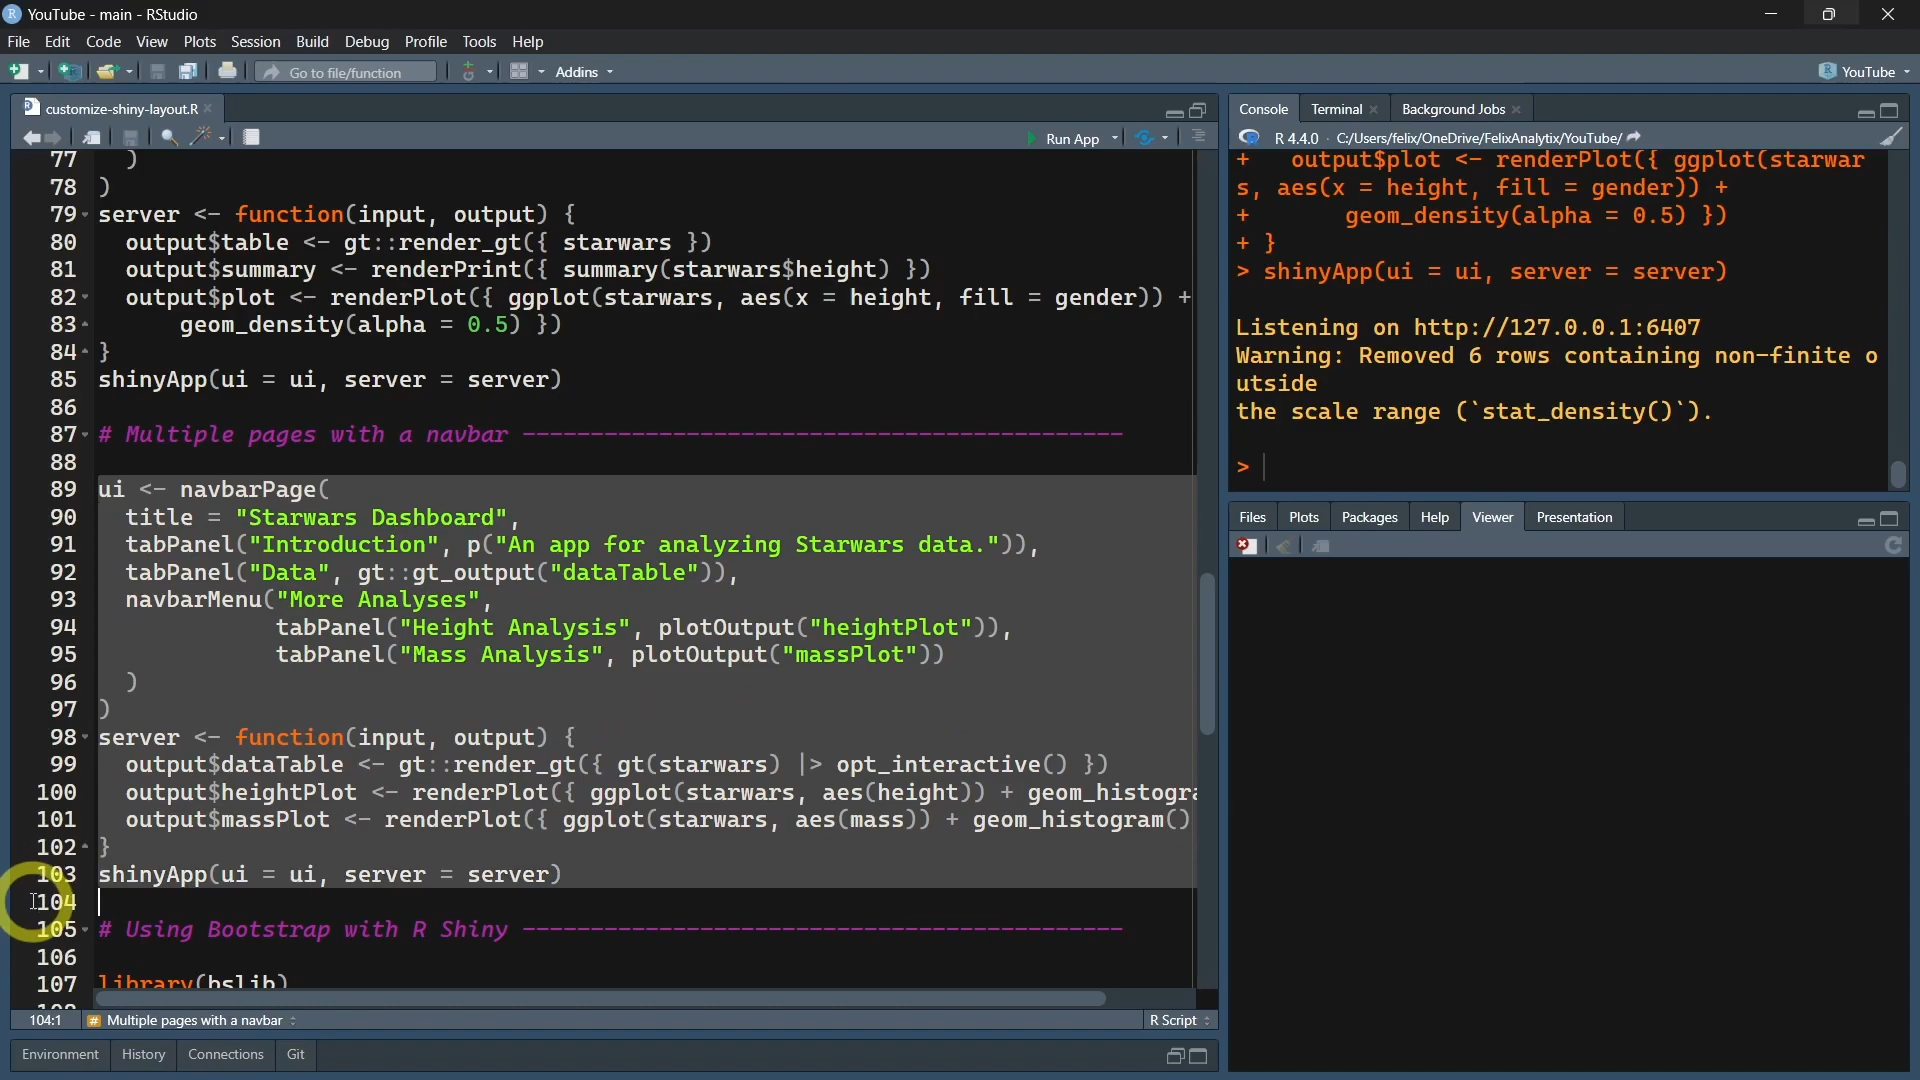 YouTube - main - RStudio
File Edit Code View Plots Session Build Debug Profile Tools Help
Go to file/function Addins YouTube
customize-shiny-layout.R
Run App
77 )
78 )
79 server <- function(input, output) {
80 output$table <- gt::render_gt({ starwars })
81 output$summary <- renderPrint({ summary(starwars$height) })
82 output$plot <- renderPlot({ ggplot(starwars, aes(x = height, fill = gender)) +
83 geom_density(alpha = 0.5) })
84 }
85 shinyApp(ui = ui, server = server)
86
87 # Multiple pages with a navbar --------------------------------------------
88
89 ui <- navbarPage(
90 title = "Starwars Dashboard",
91 tabPanel("Introduction", p("An app for analyzing Starwars data.")),
92 tabPanel("Data", gt::gt_output("dataTable")),
93 navbarMenu("More Analyses",
94 tabPanel("Height Analysis", plotOutput("heightPlot")),
95 tabPanel("Mass Analysis", plotOutput("massPlot"))
96 )
97 )
98 server <- function(input, output) {
99 output$dataTable <- gt::render_gt({ gt(starwars) |> opt_interactive() })
100 output$heightPlot <- renderPlot({ ggplot(starwars, aes(height)) + geom_histogra
101 output$massPlot <- renderPlot({ ggplot(starwars, aes(mass)) + geom_histogram()
102 }
103 shinyApp(ui = ui, server = server)
104
105 # Using Bootstrap with R Shiny --------------------------------------------
106
107 library(bslib)
104:1 # Multiple pages with a navbar R Script
Environment History Connections Git
Console Terminal Background Jobs
R 4.4.0 · C:/Users/felix/OneDrive/FelixAnalytix/YouTube/
+ output$plot <- renderPlot({ ggplot(starwar
s, aes(x = height, fill = gender)) +
+ geom_density(alpha = 0.5) })
+ }
> shinyApp(ui = ui, server = server)
Listening on http://127.0.0.1:6407
Warning: Removed 6 rows containing non-finite o
utside
the scale range (`stat_density()`).
>
Files Plots Packages Help Viewer Presentation